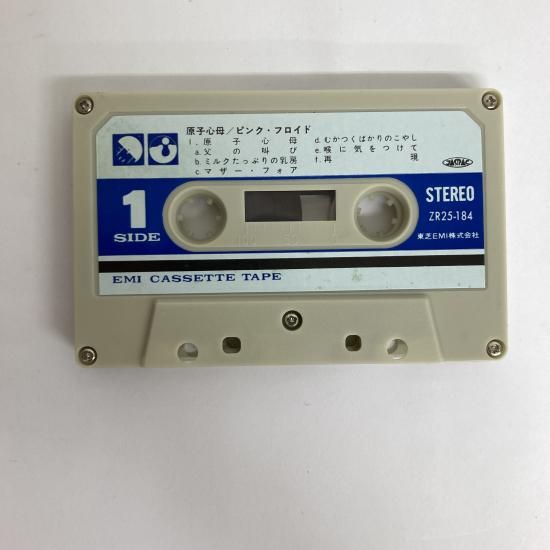 原子心母/ピンク・フロイド
1. 原子心母
a. 父の叫び
b. ミルクたっぷりの乳房
c. マザー・フォア
d. むかつくばかりのこやし
e. 喉に気をつけて
f. 再現
1
SIDE
STEREO
ZR25-184
東芝EMI株式会社
EMI CASSETTE TAPE